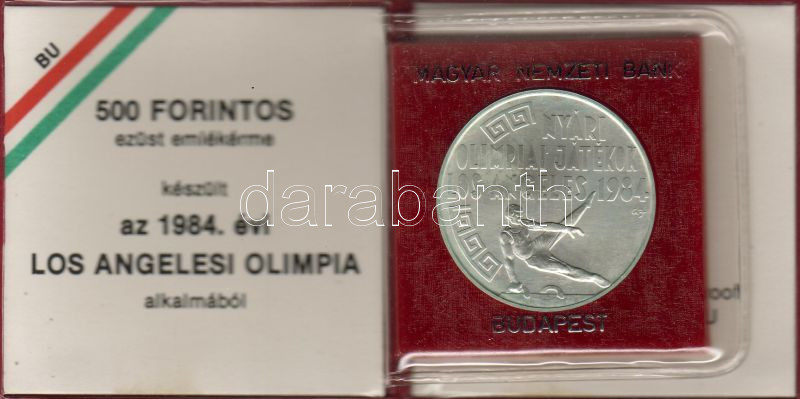 BU
500 FORINTOS
ezüst emlékérme
készült
az 1984. évi
LOS ANGELESI OLIMPIA
alkalmából
MAGYAR NEMZETI BANK
NYÁRI
OLIMPIAI JÁTÉKOK
LOS ANGELES 1984
BUDAPEST
darabanth